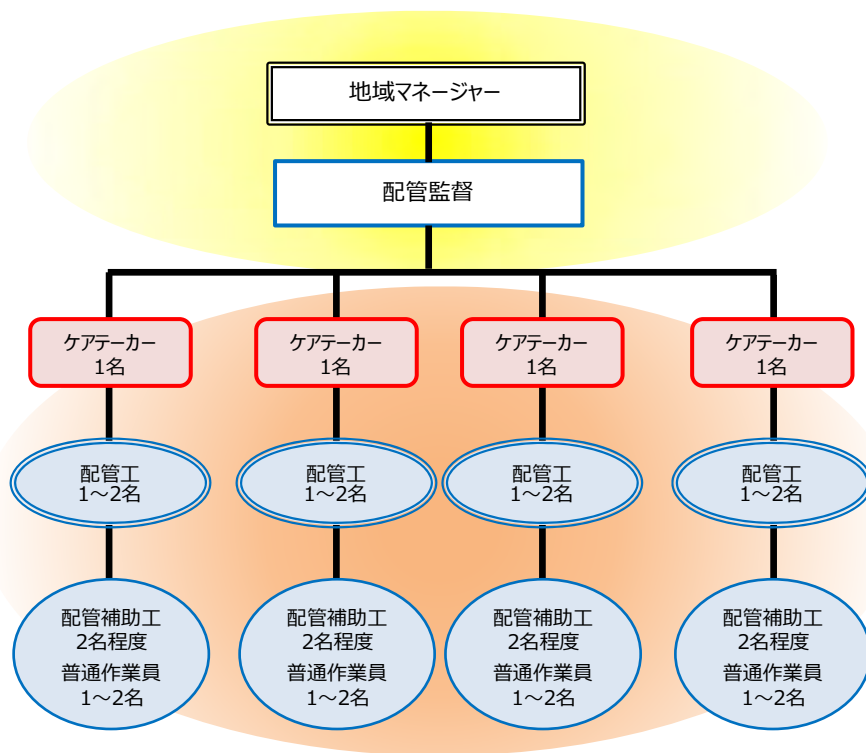 地域マネージャー
配管監督
ケアテーカー
1名
ケアテーカー
1名
ケアテーカー
1名
ケアテーカー
1名
配管工
1～2名
配管工
1～2名
配管工
1～2名
配管工
1～2名
配管補助工
2名程度
普通作業員
1～2名
配管補助工
2名程度
普通作業員
1～2名
配管補助工
2名程度
普通作業員
1～2名
配管補助工
2名程度
普通作業員
1～2名